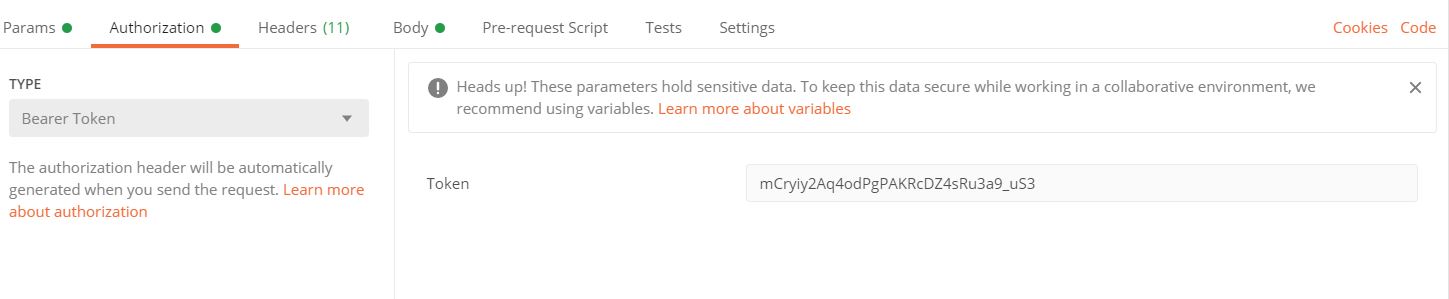 Params Authorization Headers (11) Body Pre-request Script Tests Settings Cookies Code
TYPE
Bearer Token
The authorization header will be automatically
generated when you send the request. Learn more
about authorization
Heads up! These parameters hold sensitive data. To keep this data secure while working in a collaborative environment, we
recommend using variables. Learn more about variables
Token mCryiy2Aq4odPgPAKRcDZ4sRu3a9_uS3